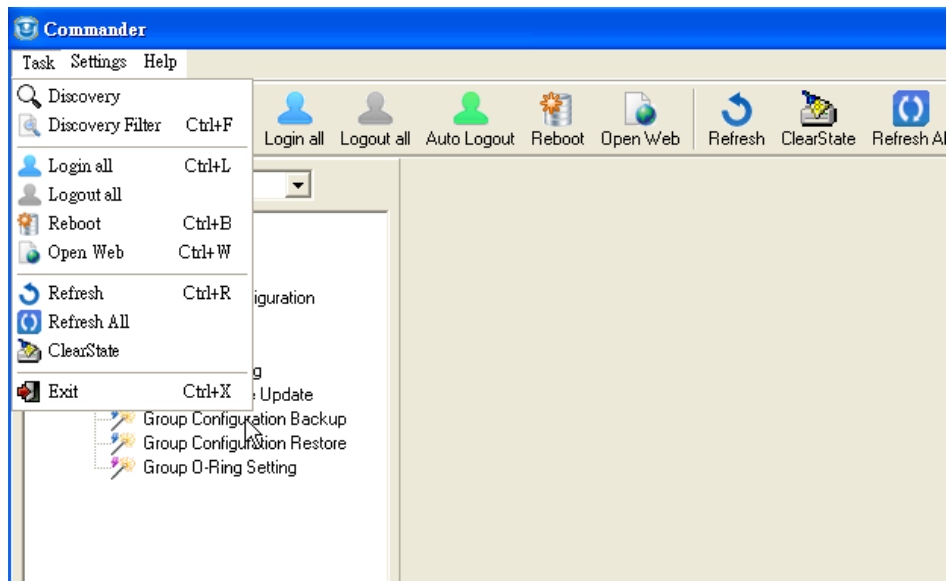 Commander
Task Settings Help
Discovery
Discovery Filter Ctrl+F
Login all Ctrl+L
Logout all
Reboot Ctrl+B
Open Web Ctrl+W
Refresh Ctrl+R
Refresh All
ClearState
Exit Ctrl+X
Login all Logout all Auto Logout Reboot Open Web Refresh ClearState Refresh
Update
Group Configuration Backup
Group Configuration Restore
Group O-Ring Setting